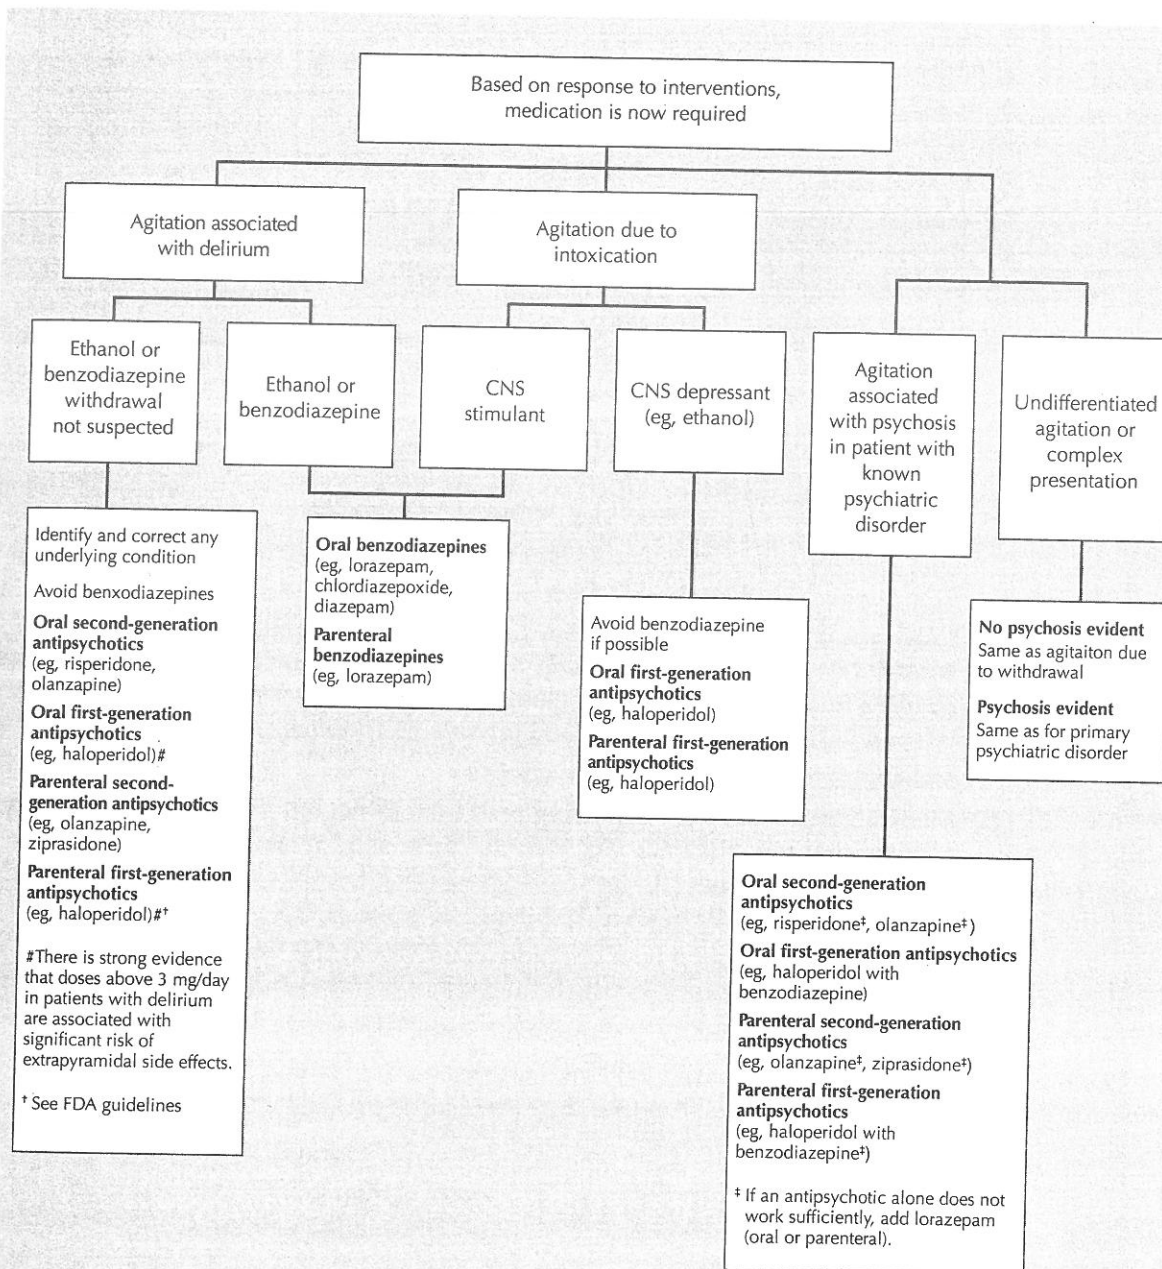 Based on response to interventions,
medication is now required
Agitation associated
with delirium
Agitation due to
intoxication
Ethanol or
benzodiazepine
withdrawal
not suspected
Ethanol or
benzodiazepine
CNS
stimulant
CNS depressant
(eg, ethanol)
Agitation
associated
with psychosis
in patient with
known
psychiatric
disorder
Undifferentiated
agitation or
complex
presentation
Identify and correct any
underlying condition
Avoid benxodiazepines
Oral second-generation
antipsychotics
(eg, risperidone,
olanzapine)
Oral first-generation
antipsychotics
(eg, haloperidol)#
Parenteral second-
generation antipsychotics
(eg, olanzapine,
ziprasidone)
Parenteral first-generation
antipsychotics
(eg, haloperidol)#†
#There is strong evidence
that doses above 3 mg/day
in patients with delirium
are associated with
significant risk of
extrapyramidal side effects.
† See FDA guidelines
Oral benzodiazepines
(eg, lorazepam,
chlordiazepoxide,
diazepam)
Parenteral
benzodiazepines
(eg, lorazepam)
Avoid benzodiazepine
if possible
Oral first-generation
antipsychotics
(eg, haloperidol)
Parenteral first-generation
antipsychotics
(eg, haloperidol)
No psychosis evident
Same as agitaiton due
to withdrawal
Psychosis evident
Same as for primary
psychiatric disorder
Oral second-generation
antipsychotics
(eg, risperidone‡, olanzapine‡)
Oral first-generation antipsychotics
(eg, haloperidol with
benzodiazepine)
Parenteral second-generation
antipsychotics
(eg, olanzapine‡, ziprasidone‡)
Parenteral first-generation
antipsychotics
(eg, haloperidol with
benzodiazepine‡)
‡ If an antipsychotic alone does not
work sufficiently, add lorazepam
(oral or parenteral).